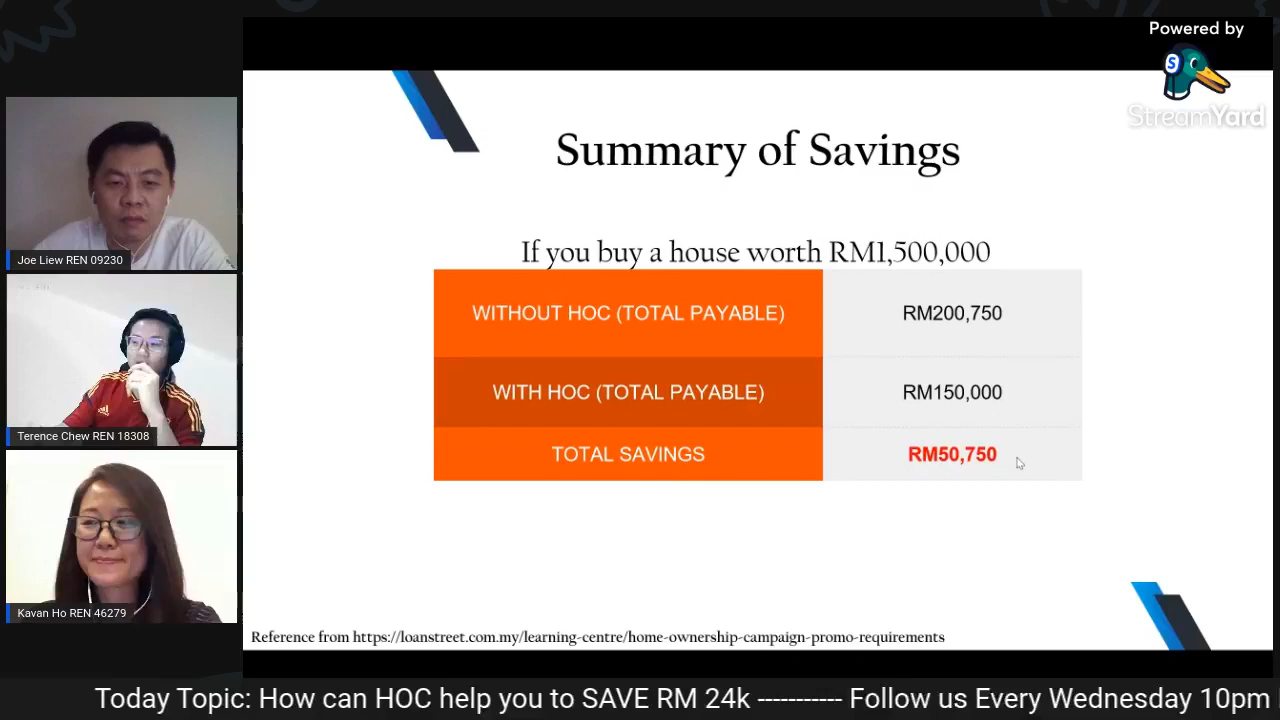 Powered by
StreamYard
Joe Liew REN 09230
Terence Chew REN 18308
Kavan Ho REN 46279
Summary of Savings
If you buy a house worth RM1,500,000
WITHOUT HOC (TOTAL PAYABLE) RM200,750
WITH HOC (TOTAL PAYABLE) RM150,000
TOTAL SAVINGS RM50,750
Reference from https://loanstreet.com.my/learning-centre/home-ownership-campaign-promo-requirements
Today Topic: How can HOC help you to SAVE RM 24k ----------- Follow us Every Wednesday 10pm